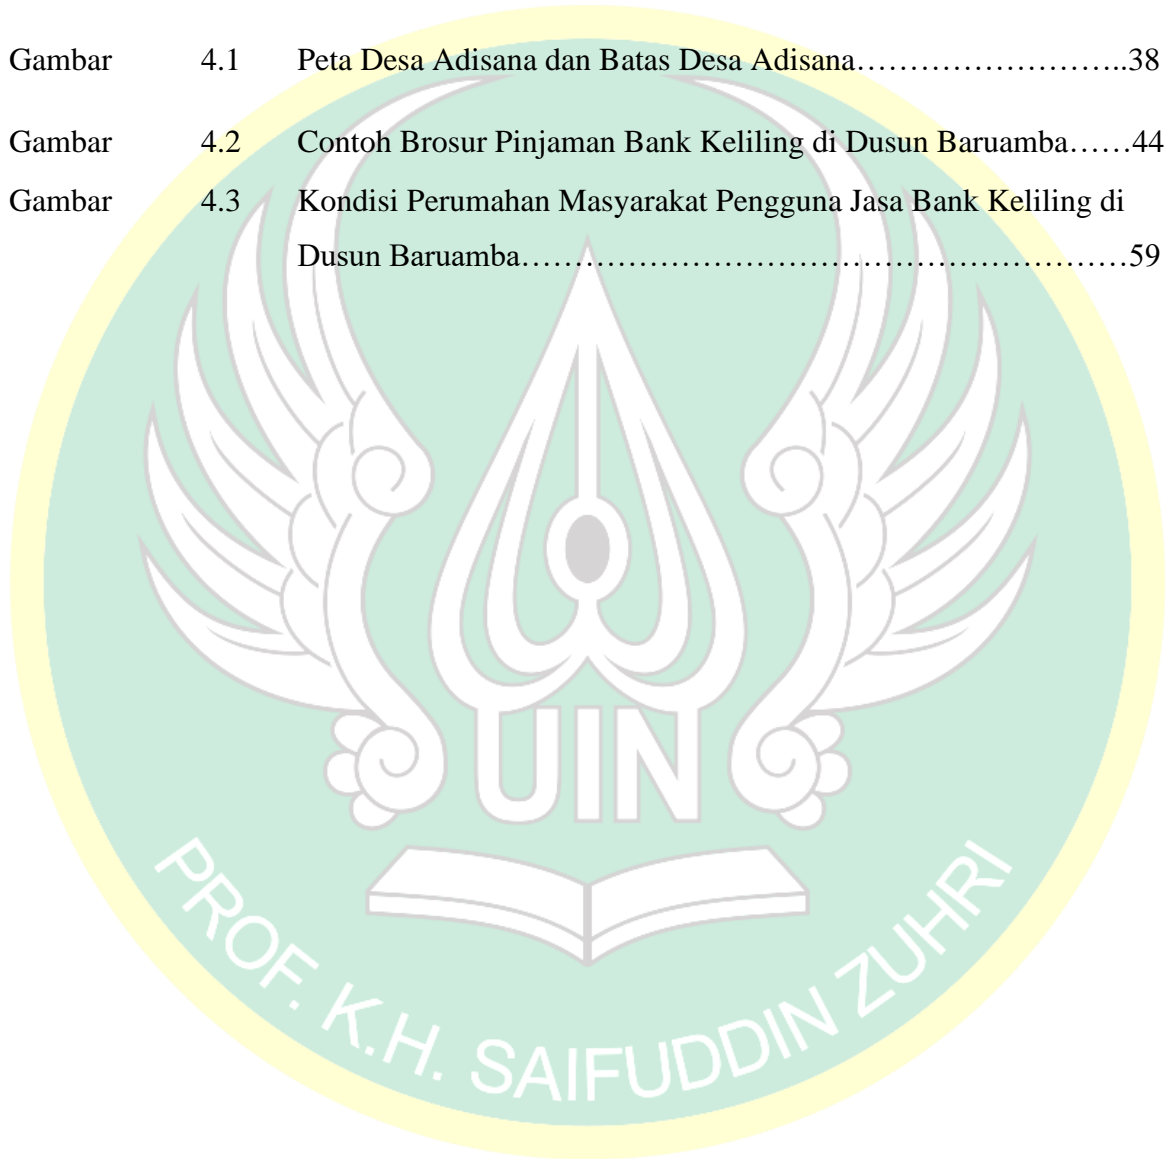 Gambar 4.1 Peta Desa Adisana dan Batas Desa Adisana……………………..38
Gambar 4.2 Contoh Brosur Pinjaman Bank Keliling di Dusun Baruamba……44
Gambar 4.3 Kondisi Perumahan Masyarakat Pengguna Jasa Bank Keliling di
Dusun Baruamba…………………………………………………59
UIN
PROF. K.H. SAIFUDDIN ZUHRI